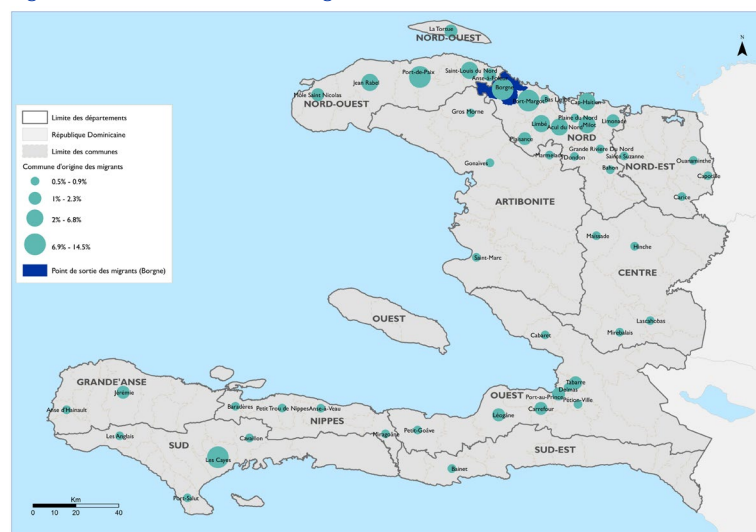 La Tortue
NORD-OUEST
N
Saint-Louis du Nord
Port-de-Paix
Anse-à-Foleur
Jean Rabel
Borgne
Môle Saint Nicolas
Port-Margot
Bas Limbé
Cap-Haïtien
NORD-OUEST
Gros Morne
Limbé
Plaine du Nord
Limonade
Acul du Nord
Milot
NORD
Plaisance
Grande Rivière Du Nord
Marmelade
Dondon
Sainte Suzanne
Ouanaminthe
Gonaïves
Bahon
NORD-EST
Capotille
Carice
ARTIBONITE
Maïssade
Hinche
Saint-Marc
CENTRE
OUEST
Lascahobas
Cabaret
Mirebalais
GRANDE'ANSE
Jérémie
Tabarre
OUEST
Delmas
Port-au-Prince
Pétion-Ville
Anse d'Hainault
Baradères
Petit Trou de Nippes
Anse-à-Veau
Léogâne
Carrefour
NIPPES
Les Anglais
Cavaillon
Miragoâne
Petit-Goâve
SUD
SUD-EST
Les Cayes
Bainet
Port-Salut
Limite des départements
République Dominicaine
Limite des communes
Commune d'origine des migrants
0.5% - 0.9%
1% - 2.3%
2% - 6.8%
6.9% - 14.5%
Point de sortie des migrants (Borgne)
Km
0 10 20 40